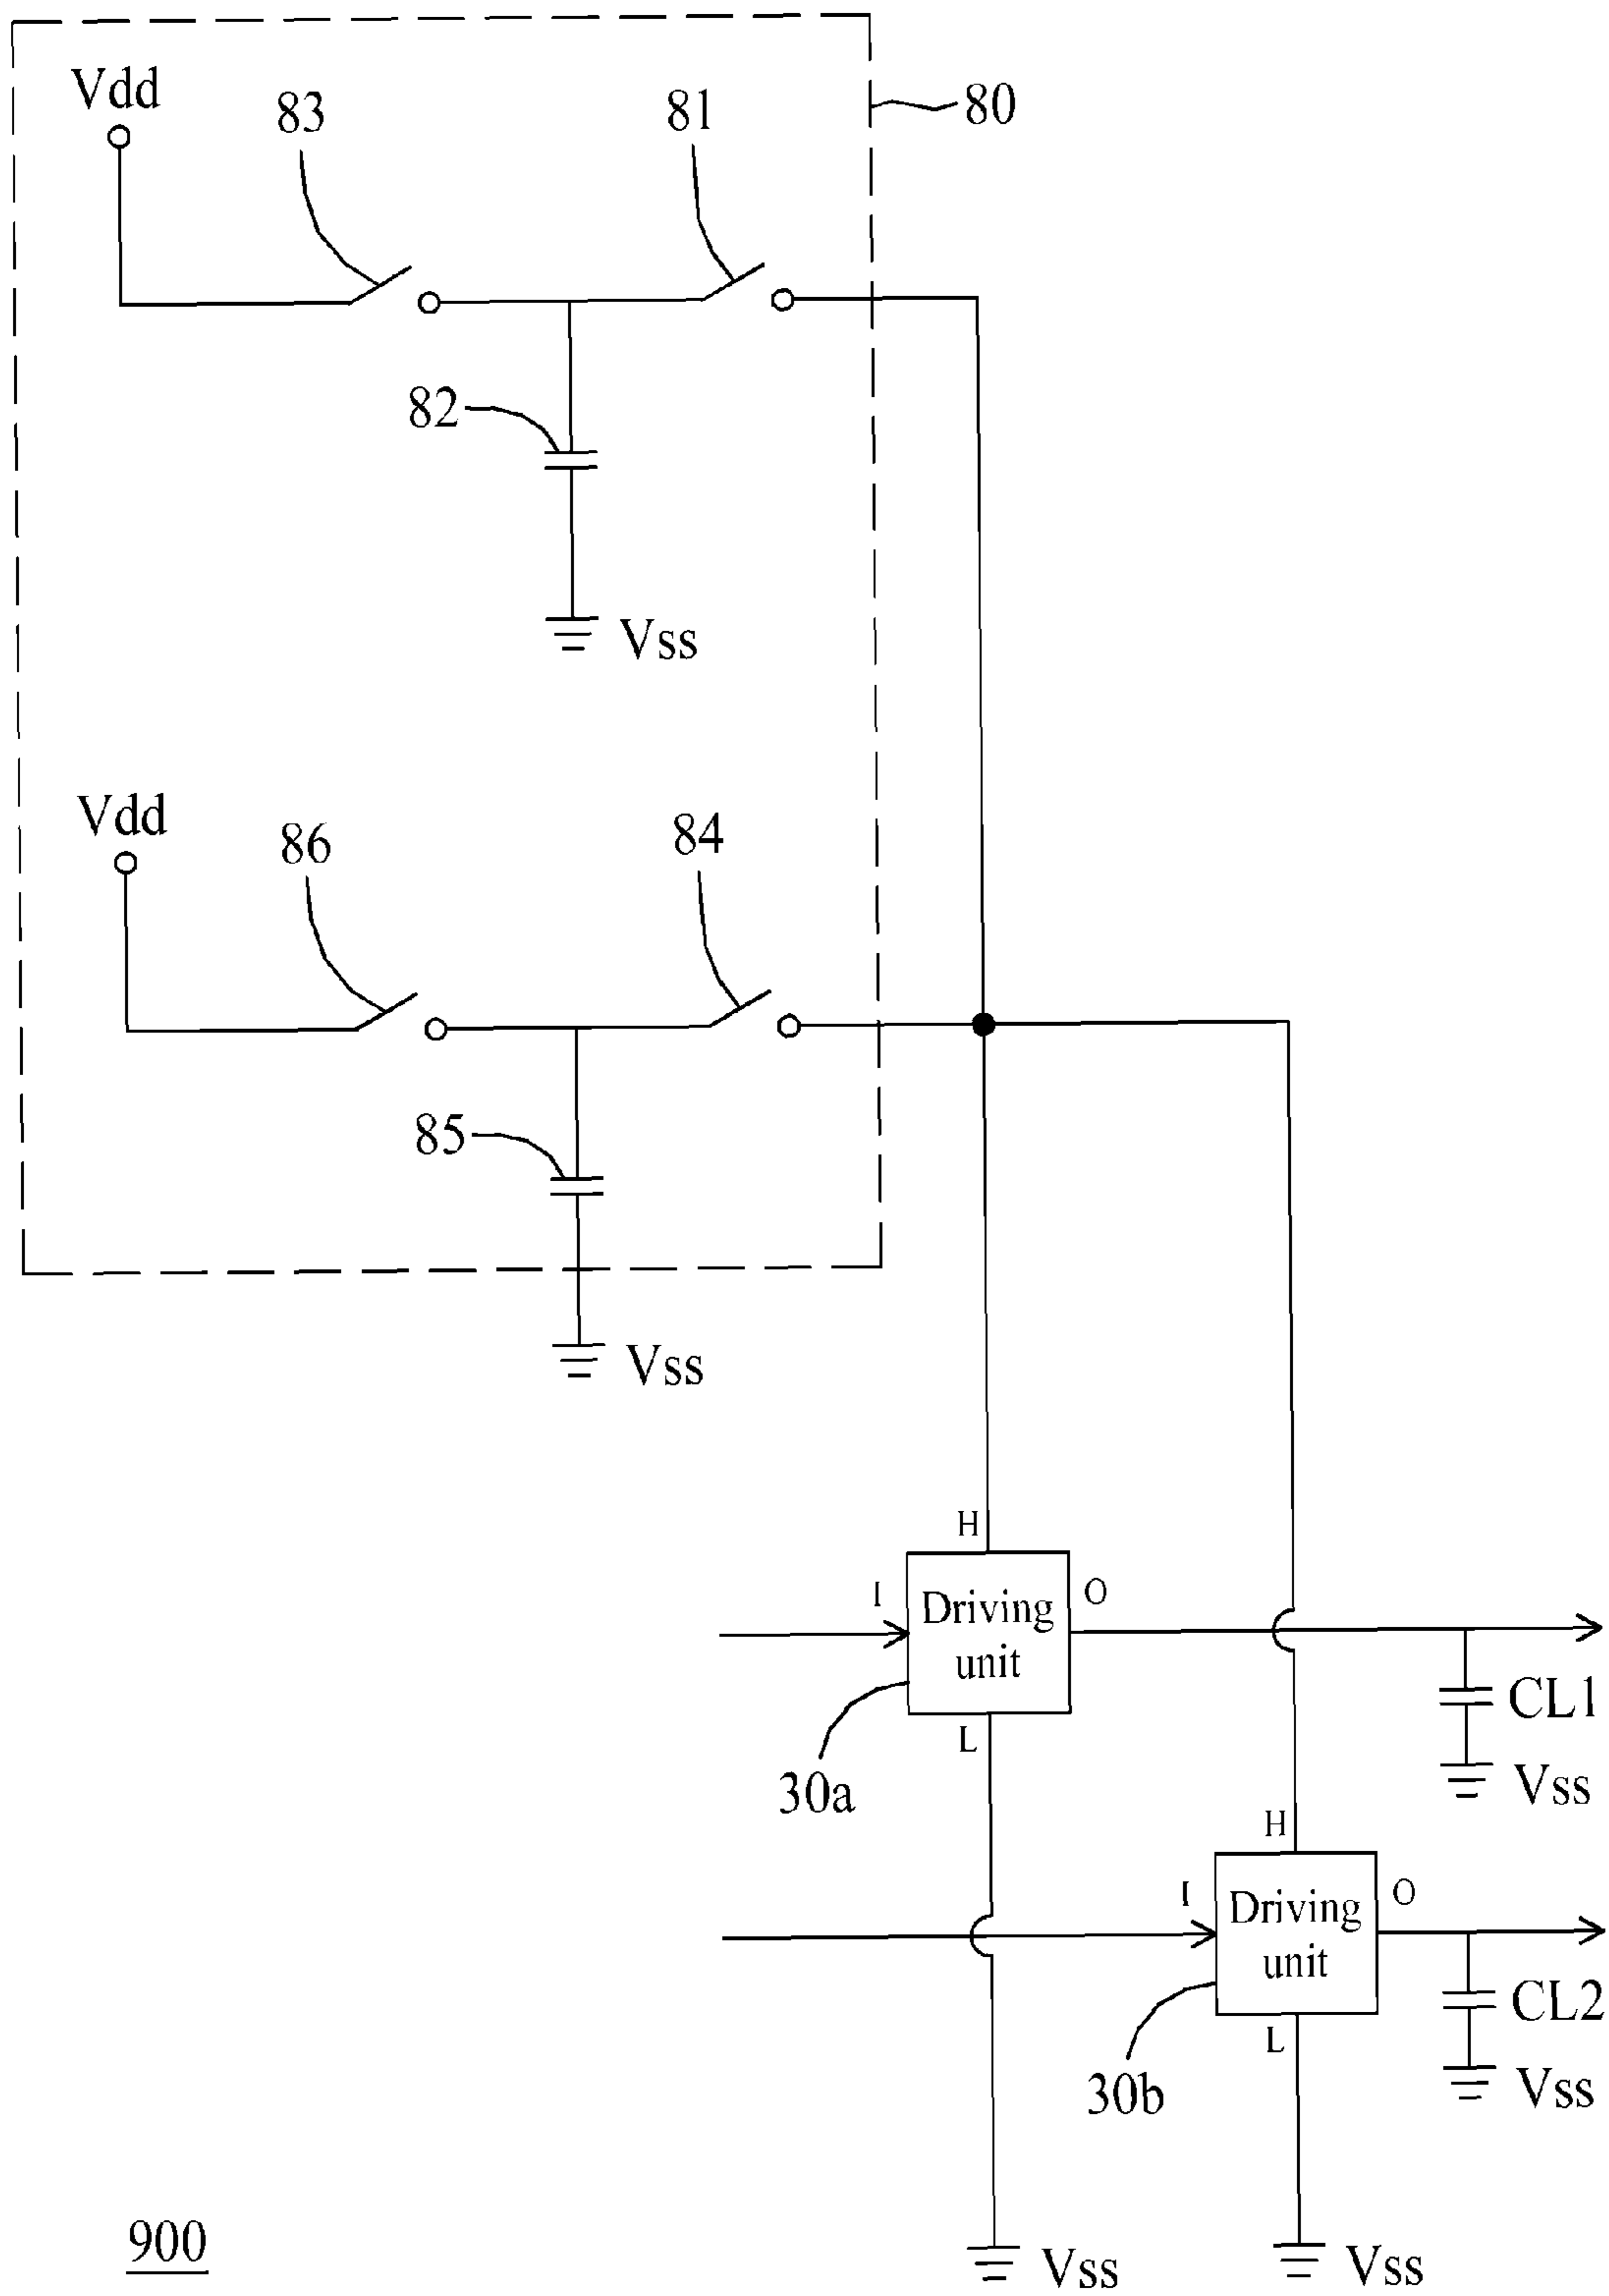 Vdd
83
81
80
82
Vss
Vdd
86
84
85
Vss
H
I
O
Driving
unit
L
30a
CL1
Vss
H
I
O
Driving
unit
L
30b
CL2
Vss
900
Vss
Vss